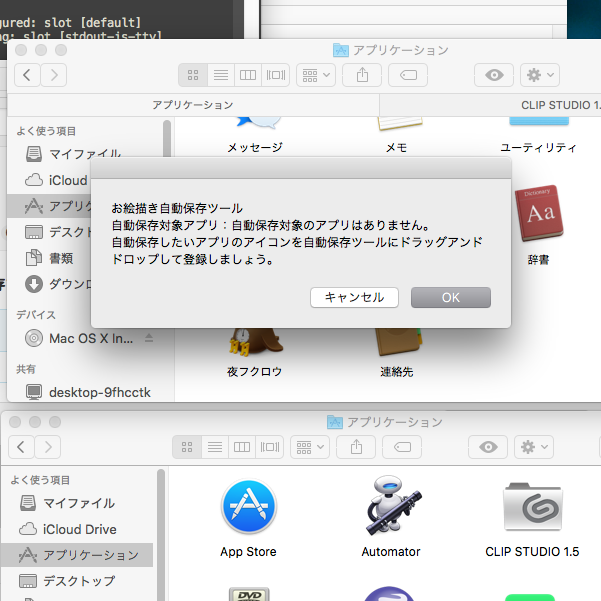 gured: slot [default]
ng: slot [stdout-is-tty]
アプリケーション
アプリケーション
CLIP STUDIO 1.
よく使う項目
マイファイル
iCloud
アプリケ
デスクト
書類
ダウンロ
デバイス
Mac OS X In...
共有
desktop-9fhcctk
メッセージ
メモ
ユーティリティ
Dictionary
Aa
辞書
お絵描き自動保存ツール
自動保存対象アプリ：自動保存対象のアプリはありません。
自動保存したいアプリのアイコンを自動保存ツールにドラッグアンド
ドロップして登録しましょう。
キャンセル
OK
夜フクロウ
連絡先
存
アプリケーション
よく使う項目
マイファイル
iCloud Drive
アプリケーション
デスクトップ
App Store
Automator
CLIP STUDIO 1.5
DVD